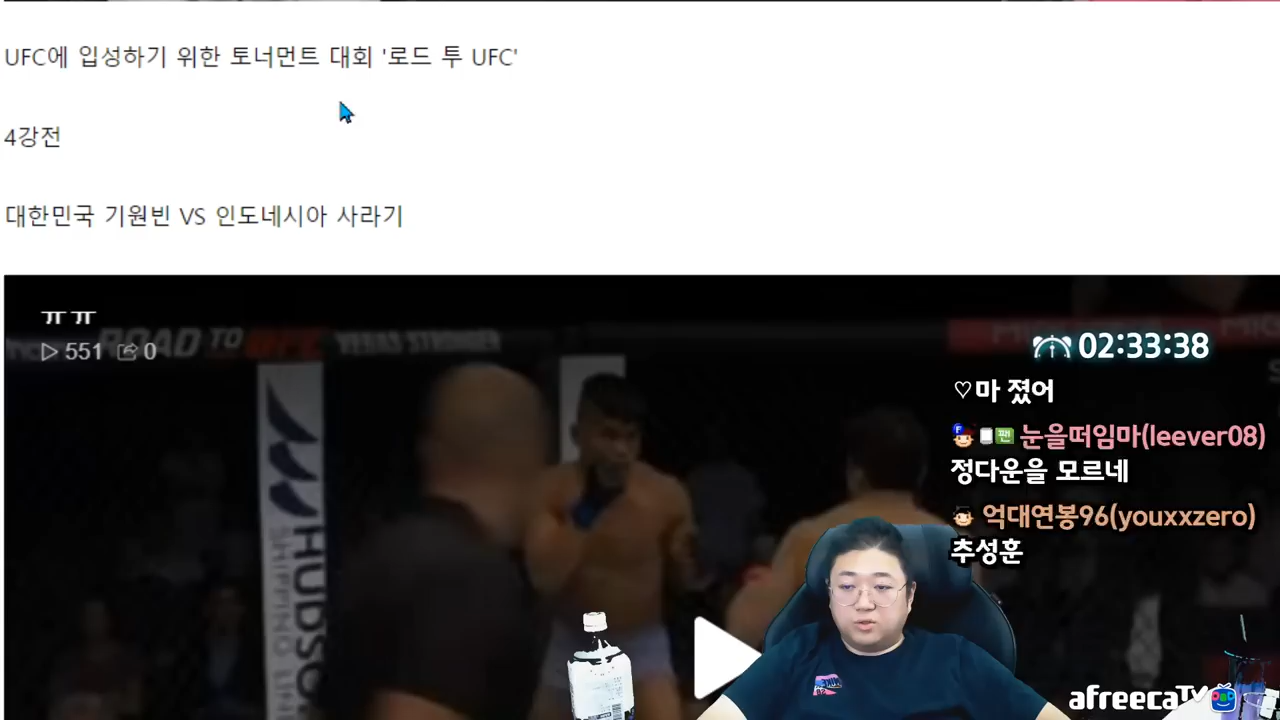 UFC에 입성하기 위한 토너먼트 대회 '로드 투 UFC'
4강전
대한민국 기원빈 VS 인도네시아 사라기
ㅠㅠ
551 0
ROAD TO UFC
02:33:38
♡마 졌어
눈을떠임마(leever08)
정다운을 모르네
억대연봉96(youxxzero)
추성훈
HUDSO
SHIPPING LI
afreecaTV